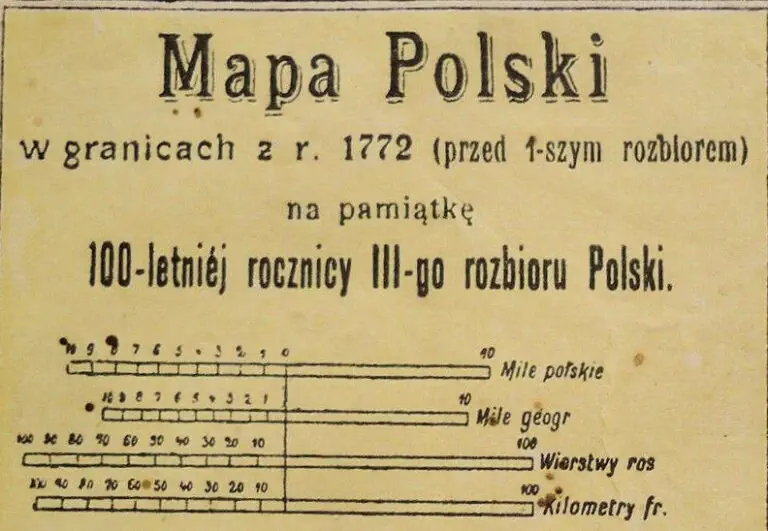 Mapa Polski
w granicach z r. 1772 (przed 1-szym rozbiorem)
na pamiątkę
100-letniéj rocznicy III-go rozbioru Polski.
10 9 8 7 6 5 4 3 2 1 0 10
Mile polskie
10 9 8 7 6 5 4 3 2 1 10
Mile geogr
100 90 80 70 60 50 40 30 20 10 100
Wiorstwy ros
100 90 80 70 60 50 40 30 20 10 100
Kilometry fr.